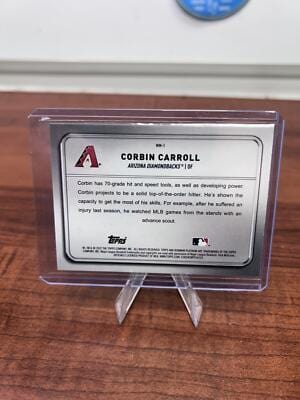 CORBIN CARROLL
ARIZONA DIAMONDBACKS™ | OF
Corbin has 70-grade hit and speed tools, as well as developing power.
Corbin projects to be a solid top-of-the-order hitter. He's shown the
capacity to get the most of his skills. For example, after he suffered an
injury last season, he watched MLB games from the stands with an
advance scout.
Topps